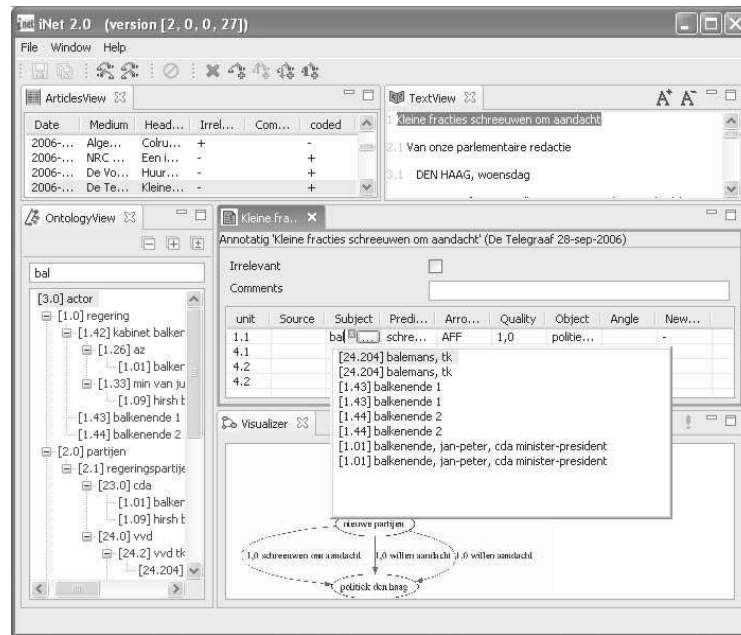 iNet 2.0 (version [2, 0, 0, 27])
File Window Help
ArticlesView
Date Medium Head... Irrel... Com... coded
2006-... Alge... Colru... + -
2006-... NRC ... Een i... - +
2006-... De Vo... Huur... - +
2006-... De Te... Kleine... - +
TextView A+ A-
1 Kleine fracties schreeuwen om aandacht
2.1 Van onze parlementaire redactie
3.1 DEN HAAG, woensdag
OntologyView
bal
[3.0] actor
[1.0] regering
[1.42] kabinet balker
[1.26] az
[1.01] balker
[1.33] min van ju
[1.09] hirsh b
[1.43] balkenende 1
[1.44] balkenende 2
[2.0] partijen
[2.1] regeringspartije
[23.0] cda
[1.01] balker
[1.09] hirsh b
[24.0] vvd
[24.2] vvd tk
[24.204]
Kleine fra...
Annotatig 'Kleine fracties schreeuwen om aandacht' (De Telegraaf 28-sep-2006)
Irrelevant
Comments
unit Source Subject Predi... Arro... Quality Object Angle New...
1.1 bal ... schre... AFF 1,0 politie... -
4.1
4.2
4.2
[24.204] balemans, tk
[24.204] balemans, tk
[1.43] balkenende 1
[1.43] balkenende 1
[1.44] balkenende 2
[1.44] balkenende 2
[1.01] balkenende, jan-peter, cda minister-president
[1.01] balkenende, jan-peter, cda minister-president
Visualizer
nieuwe partijen
1,0 schreeuwen om aandacht 1,0 willen aandacht 1,0 willen aandacht
politiek den haag